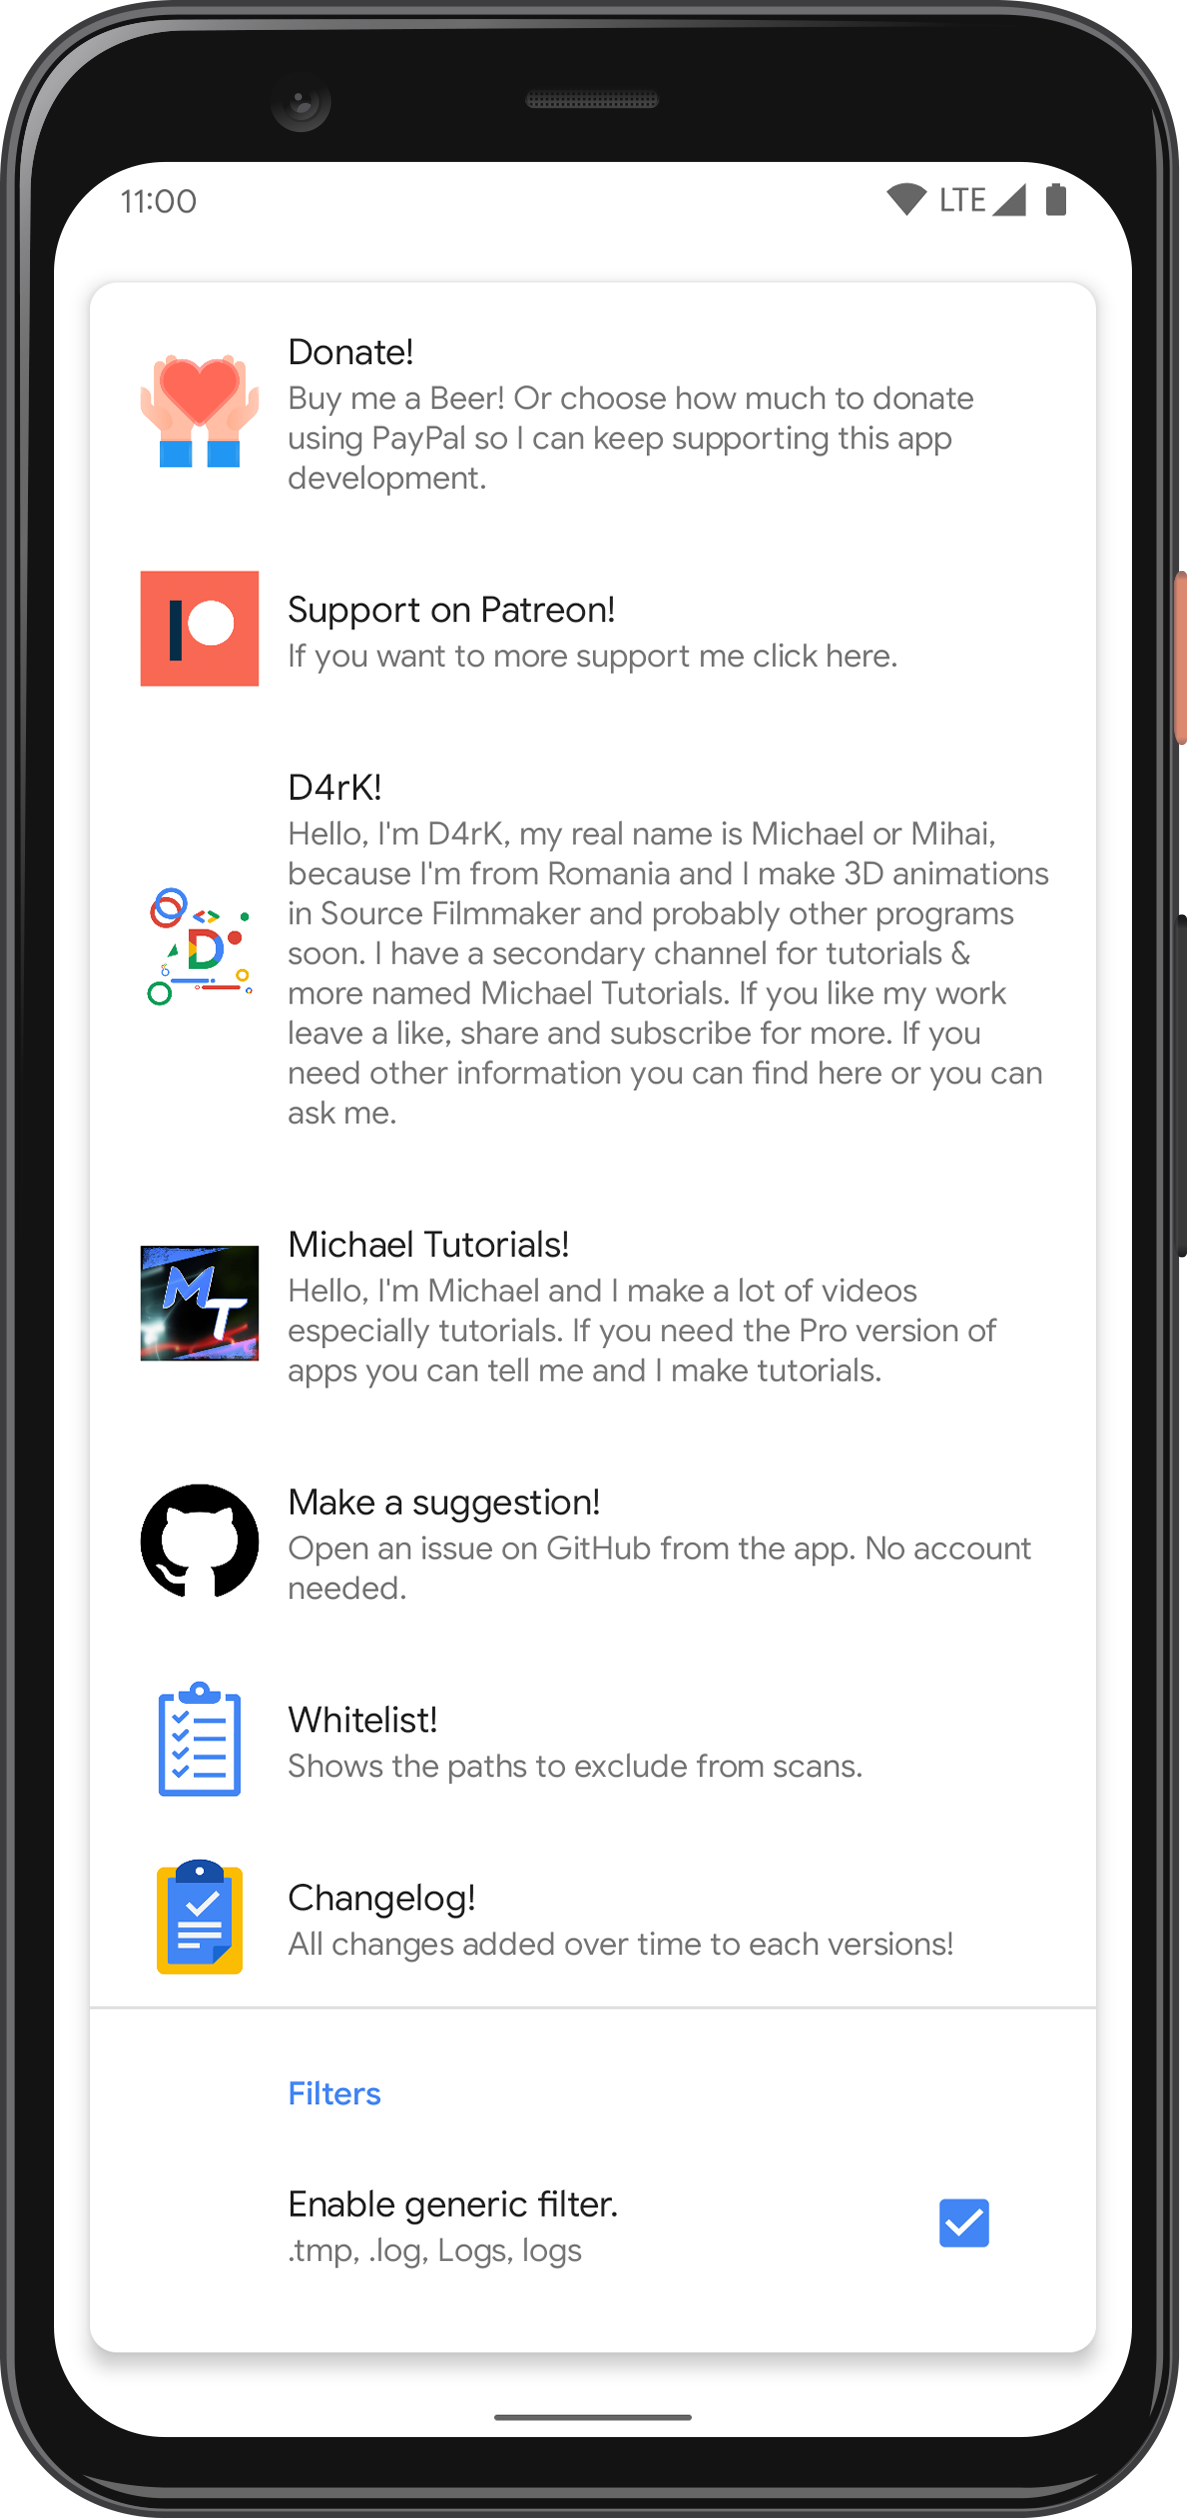 11:00
LTE
Donate!
Buy me a Beer! Or choose how much to donate
using PayPal so I can keep supporting this app
development.
Support on Patreon!
If you want to more support me click here.
D4rK!
Hello, I'm D4rK, my real name is Michael or Mihai,
because I'm from Romania and I make 3D animations
in Source Filmmaker and probably other programs
soon. I have a secondary channel for tutorials &
more named Michael Tutorials. If you like my work
leave a like, share and subscribe for more. If you
need other information you can find here or you can
ask me.
D
Michael Tutorials!
Hello, I'm Michael and I make a lot of videos
especially tutorials. If you need the Pro version of
apps you can tell me and I make tutorials.
MT
Make a suggestion!
Open an issue on GitHub from the app. No account
needed.
Whitelist!
Shows the paths to exclude from scans.
Changelog!
All changes added over time to each versions!
Filters
Enable generic filter.
.tmp, .log, Logs, logs